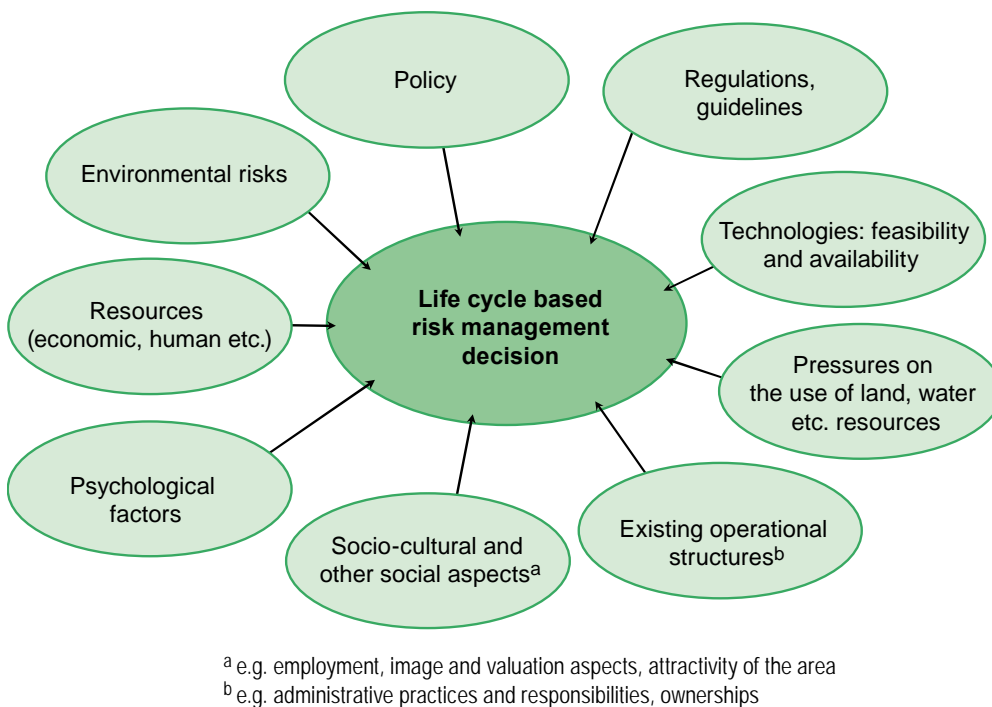 Policy
Regulations,
guidelines
Environmental risks
Technologies: feasibility
and availability
Life cycle based
risk management
decision
Resources
(economic, human etc.)
Pressures on
the use of land, water
etc. resources
Psychological
factors
Socio-cultural and
other social aspectsᵃ
Existing operational
structuresᵇ
ᵃ e.g. employment, image and valuation aspects, attractivity of the area
ᵇ e.g. administrative practices and responsibilities, ownerships